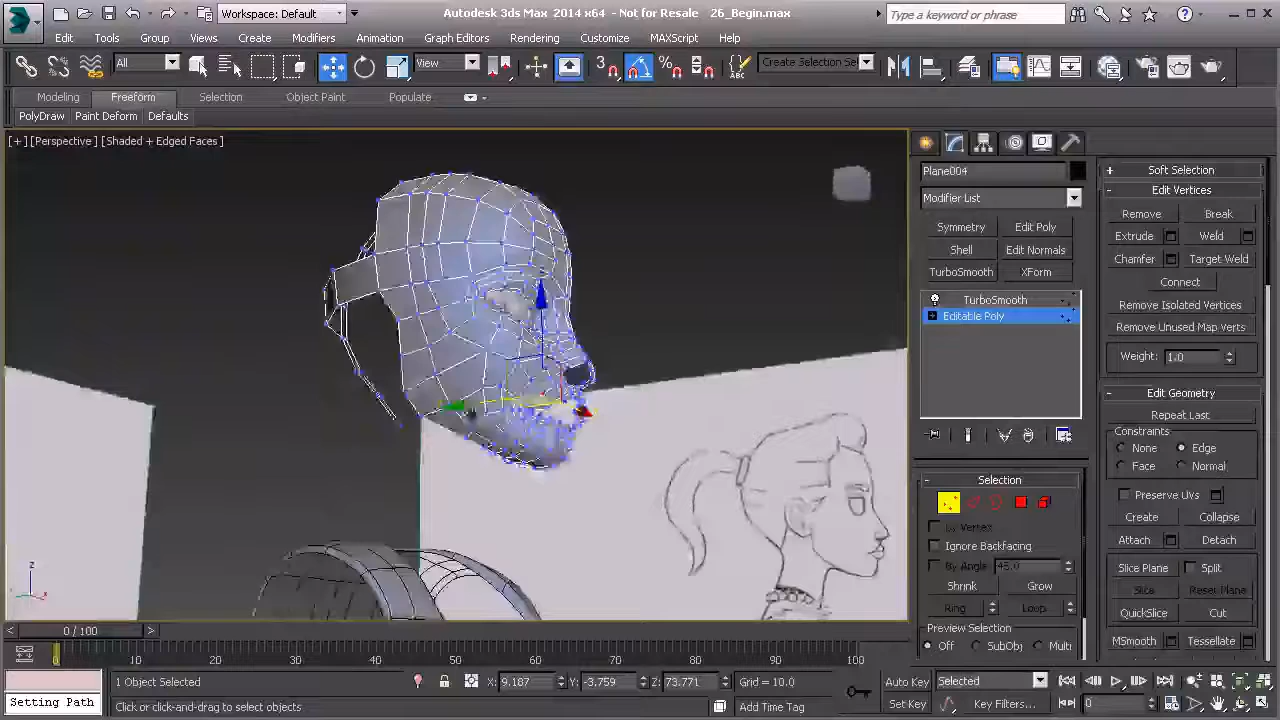 Workspace: Default
Autodesk 3ds Max 2014 x64 - Not for Resale 26_Begin.max
Type a keyword or phrase
Edit Tools Group Views Create Modifiers Animation Graph Editors Rendering Customize MAXScript Help
All View 3 Create Selection Se
Modeling Freeform Selection Object Paint Populate
PolyDraw Paint Deform Defaults
[+] [Perspective] [Shaded + Edged Faces]
Plane004
Modifier List
Symmetry Edit Poly
Shell Edit Normals
TurboSmooth XForm
TurboSmooth
Editable Poly
Selection
By Vertex
Ignore Backfacing
By Angle 45.0
Shrink Grow
Ring Loop
Preview Selection
Off SubObj Multi
Soft Selection
Edit Vertices
Remove Break
Extrude Weld
Chamfer Target Weld
Connect
Remove Isolated Vertices
Remove Unused Map Verts
Weight: 1.0
Edit Geometry
Repeat Last
Constraints
None Edge
Face Normal
Preserve UVs
Create Collapse
Attach Detach
Slice Plane Split
Slice Reset Plane
QuickSlice Cut
MSmooth Tessellate
z
0 / 100
0 10 20 30 40 50 60 70 80 90 100
1 Object Selected X: 9.187 Y: -3.759 Z: 73.771 Grid = 10.0 Auto Key Selected
Setting Path Click or click-and-drag to select objects Add Time Tag Set Key Key Filters... 0